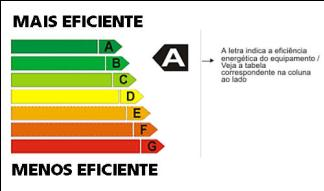 MAIS EFICIENTE
A
B
C
D
E
F
G
MENOS EFICIENTE
A
A letra indica a eficiência
energética do equipamento /
Veja a tabela
correspondente na coluna
ao lado